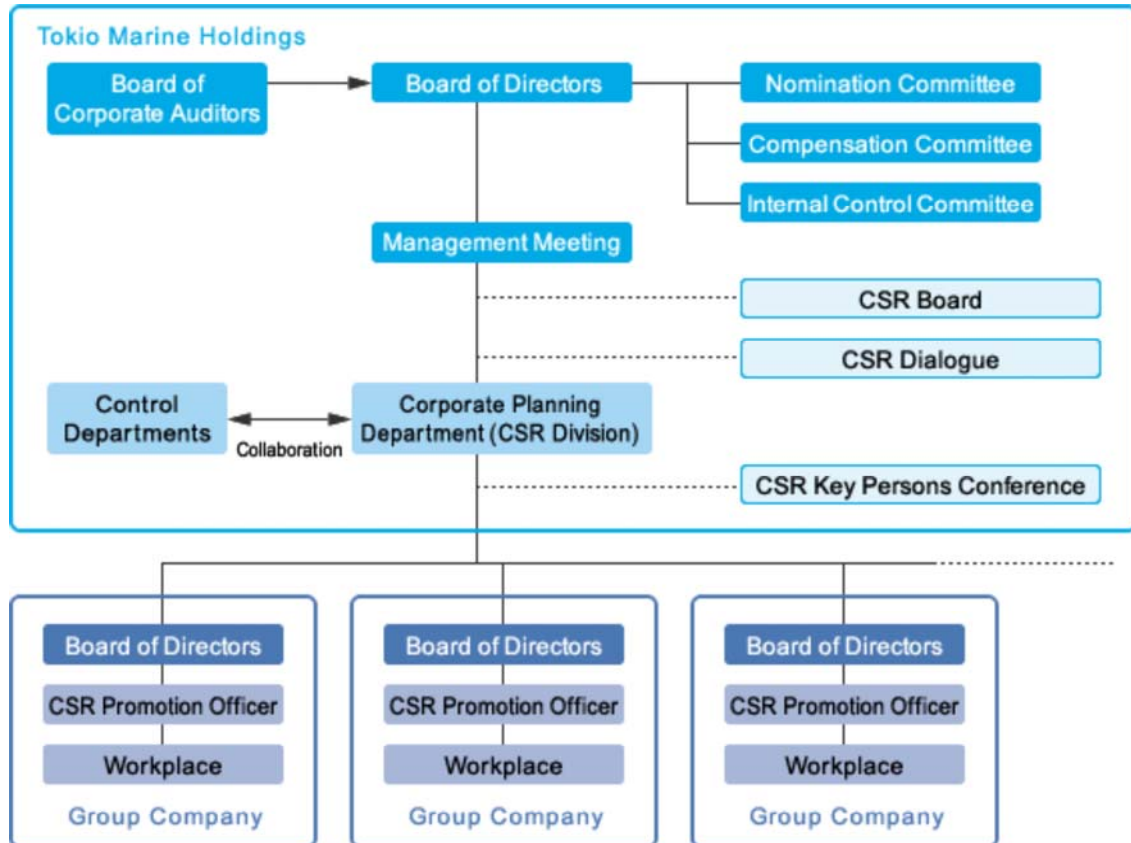 Tokio Marine Holdings
Board of
Corporate Auditors
Board of Directors
Nomination Committee
Compensation Committee
Internal Control Committee
Management Meeting
CSR Board
CSR Dialogue
Control
Departments
Collaboration
Corporate Planning
Department (CSR Division)
CSR Key Persons Conference
Board of Directors
CSR Promotion Officer
Workplace
Group Company
Board of Directors
CSR Promotion Officer
Workplace
Group Company
Board of Directors
CSR Promotion Officer
Workplace
Group Company